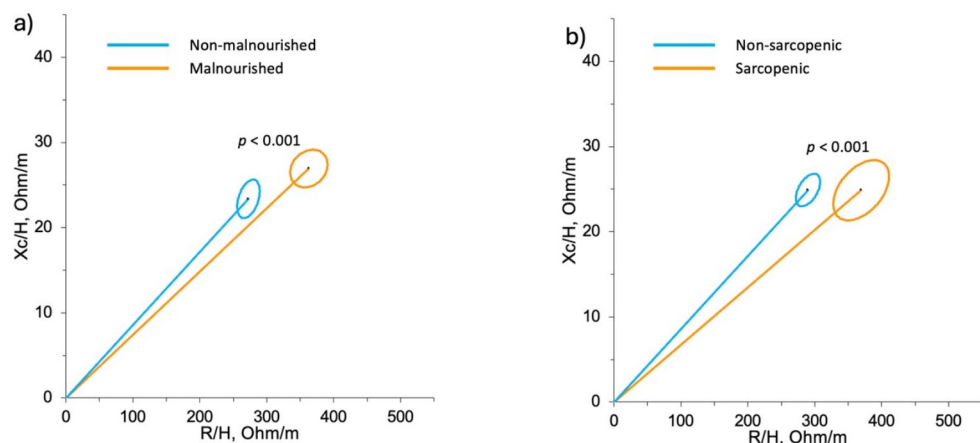 a)
Non-malnourished
Malnourished
p < 0.001
Xc/H, Ohm/m
40
30
20
10
0
0 100 200 300 400 500
R/H, Ohm/m
b)
Non-sarcopenic
Sarcopenic
p < 0.001
Xc/H, Ohm/m
40
30
20
10
0
0 100 200 300 400 500
R/H, Ohm/m